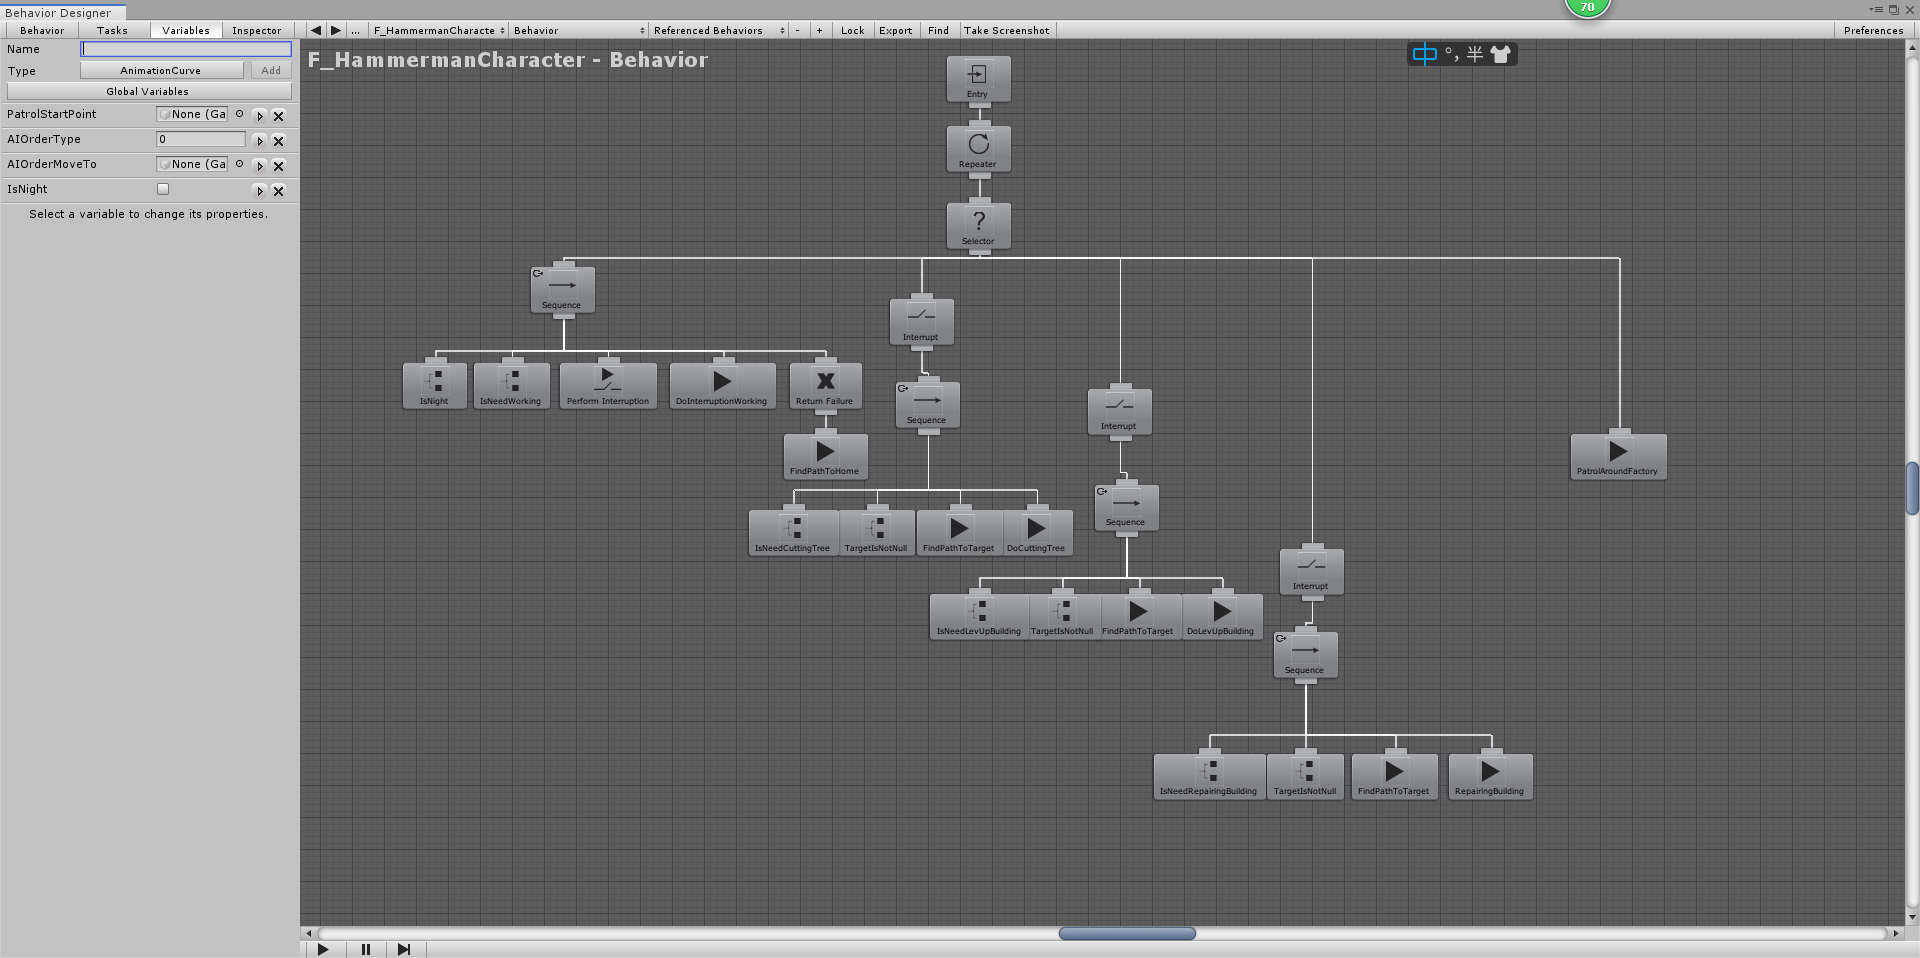 Behavior Designer
70
Behavior Tasks Variables Inspector
... F_HammermanCharacte Behavior Referenced Behaviors - + Lock Export Find Take Screenshot Preferences
Name
Type AnimationCurve Add
Global Variables
PatrolStartPoint None (Ga
AIOrderType 0
AIOrderMoveTo None (Ga
IsNight
Select a variable to change its properties.
F_HammermanCharacter - Behavior
中 °, 半
Entry
Repeater
?
Selector
Sequence
Interrupt
IsNight IsNeedWorking Perform Interruption DoInterruptionWorking Return Failure
Sequence
Interrupt
FindPathToHome
PatrolAroundFactory
Sequence
IsNeedCuttingTree TargetIsNotNull FindPathToTarget DoCuttingTree
Interrupt
IsNeedLevUpBuilding TargetIsNotNull FindPathToTarget DoLevUpBuilding
Sequence
IsNeedRepairingBuilding TargetIsNotNull FindPathToTarget RepairingBuilding